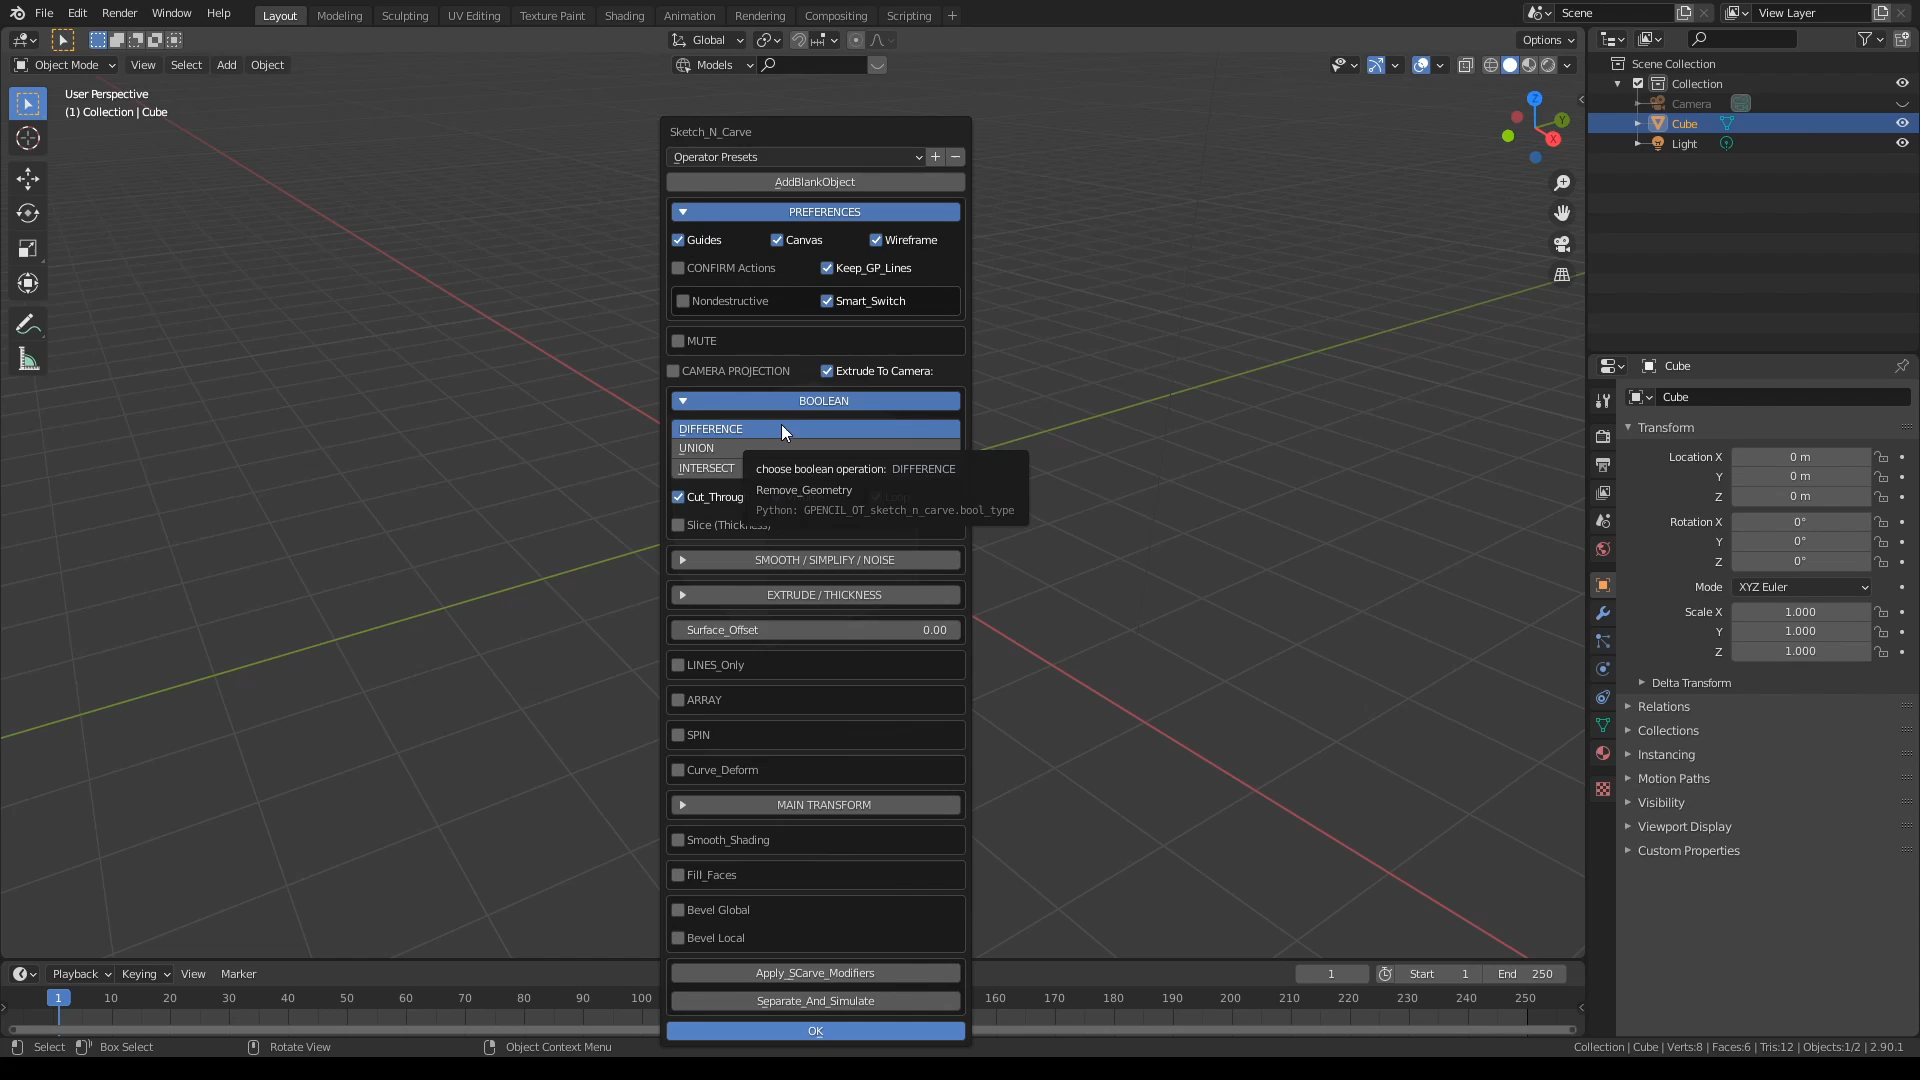 File Edit Render Window Help Layout Modeling Sculpting UV Editing Texture Paint Shading Animation Rendering Compositing Scripting + Scene View Layer
Global Options
Object Mode View Select Add Object Models
User Perspective
(1) Collection | Cube
Z
Y
X
Sketch_N_Carve
Operator Presets + −
AddBlankObject
PREFERENCES
Guides Canvas Wireframe
CONFIRM Actions Keep_GP_Lines
Nondestructive Smart_Switch
MUTE
CAMERA PROJECTION Extrude To Camera:
BOOLEAN
DIFFERENCE
UNION
INTERSECT
choose boolean operation: DIFFERENCE
Remove_Geometry
Python: GPENCIL_OT_sketch_n_carve.bool_type
Cut_Throug
Slice (Thickness)
SMOOTH / SIMPLIFY / NOISE
EXTRUDE / THICKNESS
Surface_Offset 0.00
LINES_Only
ARRAY
SPIN
Curve_Deform
MAIN TRANSFORM
Smooth_Shading
Fill_Faces
Bevel Global
Bevel Local
Apply_SCarve_Modifiers
Separate_And_Simulate
OK
Scene Collection
Collection
Camera
Cube
Light
Cube
Cube
Transform
Location X 0 m
Y 0 m
Z 0 m
Rotation X 0°
Y 0°
Z 0°
Mode XYZ Euler
Scale X 1.000
Y 1.000
Z 1.000
Delta Transform
Relations
Collections
Instancing
Motion Paths
Visibility
Viewport Display
Custom Properties
Playback Keying View Marker 1 Start 1 End 250
1 10 20 30 40 50 60 70 80 90 100 160 170 180 190 200 210 220 230 240 250
Select Box Select Rotate View Object Context Menu Collection | Cube | Verts:8 | Faces:6 | Tris:12 | Objects:1/2 | 2.90.1